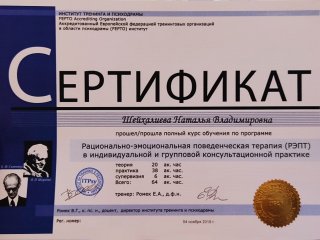 ИНСТИТУТ ТРЕНИНГА И ПСИХОДРАМЫ
FEPTO Accrediting Organization
Аккредитованный Европейской федерацией тренинговых организаций
в области психодрамы (FEPTO) институт
СЕРТИФИКАТ
Шейхалиева Наталья Владимировна
прошел/прошла полный курс обучения по программе
Рационально-эмоциональная поведенческая терапия (РЭПТ)
в индивидуальной и групповой консультационной практике
теория 20 ак. час
практика 38 ак. час
супервизия 6 ак. час
Всего: 64 ак. час
тренер: Ромек Е.А., д.ф.н.
Ромек В.Г., к. пс. н., доцент, директор института тренинга и психодрамы
Рег. номер:
04 ноября